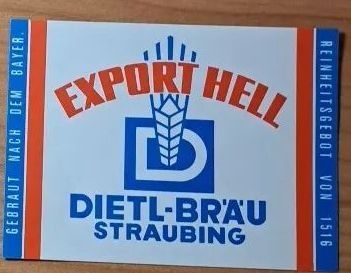 GEBRAUT NACH DEM BAYER.
EXPORT HELL
D
DIETL-BRÄU
STRAUBING
REINHEITSGEBOT VON 1516